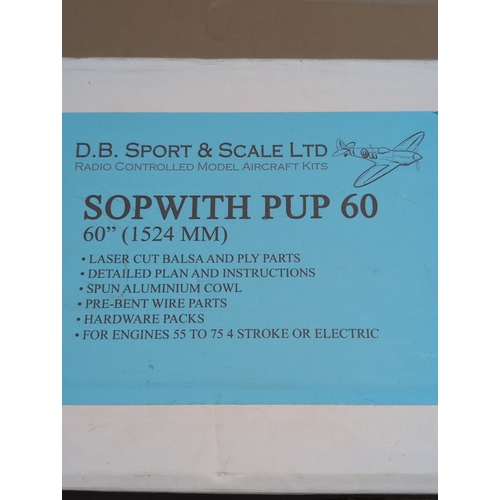 D.B. SPORT & SCALE LTD
RADIO CONTROLLED MODEL AIRCRAFT KITS
SOPWITH PUP 60
60” (1524 MM)
• LASER CUT BALSA AND PLY PARTS
• DETAILED PLAN AND INSTRUCTIONS
• SPUN ALUMINIUM COWL
• PRE-BENT WIRE PARTS
• HARDWARE PACKS
• FOR ENGINES 55 TO 75 4 STROKE OR ELECTRIC